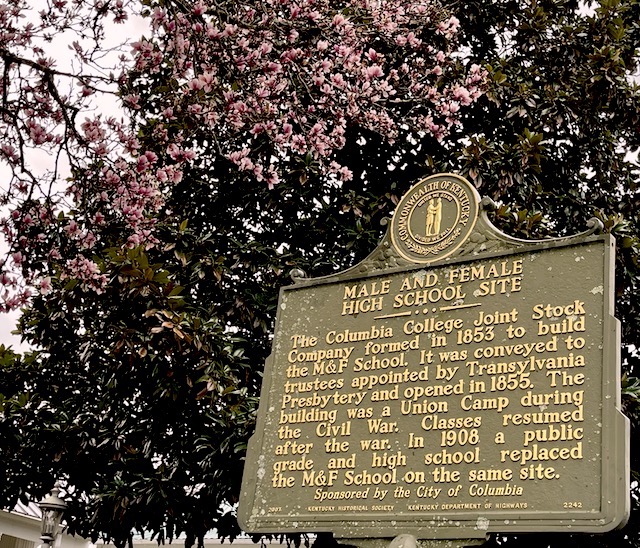 COMMONWEALTH OF KENTUCKY
MALE AND FEMALE
HIGH SCHOOL SITE
The Columbia College Joint Stock
Company formed in 1853 to build
the M&F School. It was conveyed to
trustees appointed by Transylvania
Presbytery and opened in 1855. The
building was a Union Camp during
the Civil War. Classes resumed
after the war. In 1908 a public
grade and high school replaced
the M&F School on the same site.
Sponsored by the City of Columbia
KENTUCKY HISTORICAL SOCIETY KENTUCKY DEPARTMENT OF HIGHWAYS 2242